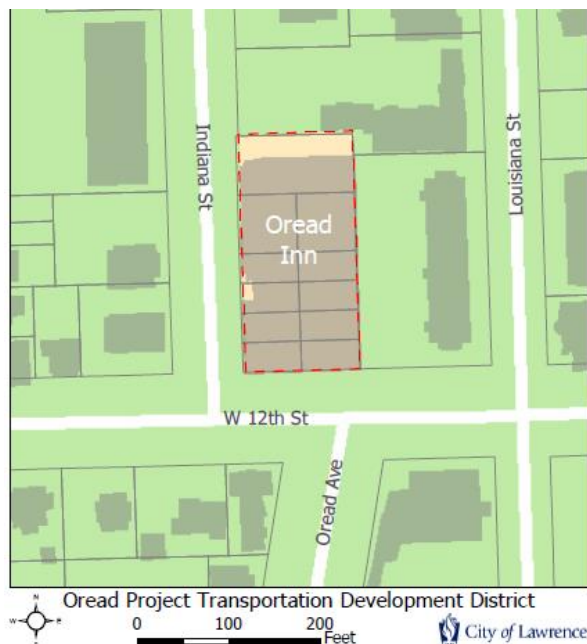 Indiana St
Louisiana St
Oread
Inn
W 12th St
Oread Ave
Oread Project Transportation Development District
N
W E
S
0 100 200
Feet
City of Lawrence